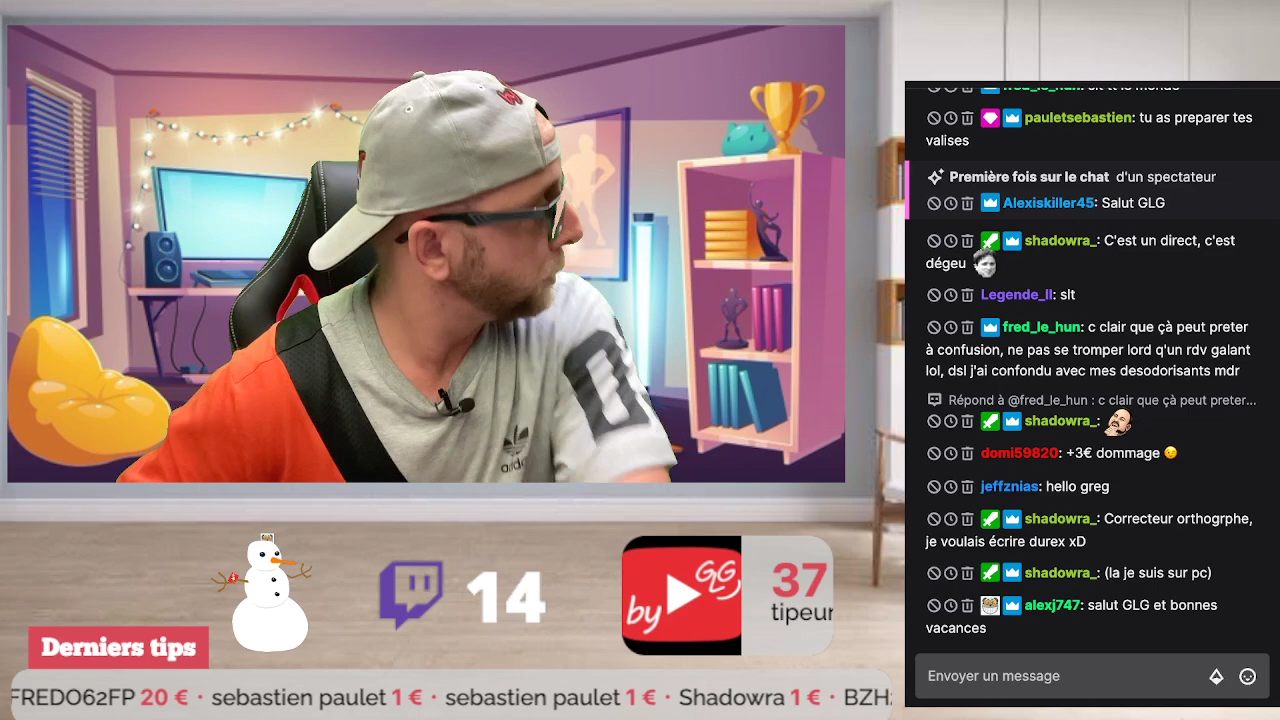 pauletsebastien: tu as preparer tes
valises
Première fois sur le chat d'un spectateur
Alexiskiller45: Salut GLG
shadowra_: C'est un direct, c'est
dégeu
Legende_ll: slt
fred_le_hun: c clair que çà peut preter
à confusion, ne pas se tromper lord q'un rdv galant
lol, dsl j'ai confondu avec mes desodorisants mdr
Répond à @fred_le_hun : c clair que çà peut preter...
shadowra_:
domi59820: +3€ dommage
jeffznias: hello greg
shadowra_: Correcteur orthogrphe,
je voulais écrire durex xD
shadowra_: (la je suis sur pc)
alexj747: salut GLG et bonnes
vacances
Envoyer un message
adidas
14
by GLG
37
tipeur
Derniers tips
FREDO62FP 20 € · sebastien paulet 1 € · sebastien paulet 1 € · Shadowra 1 € · BZH